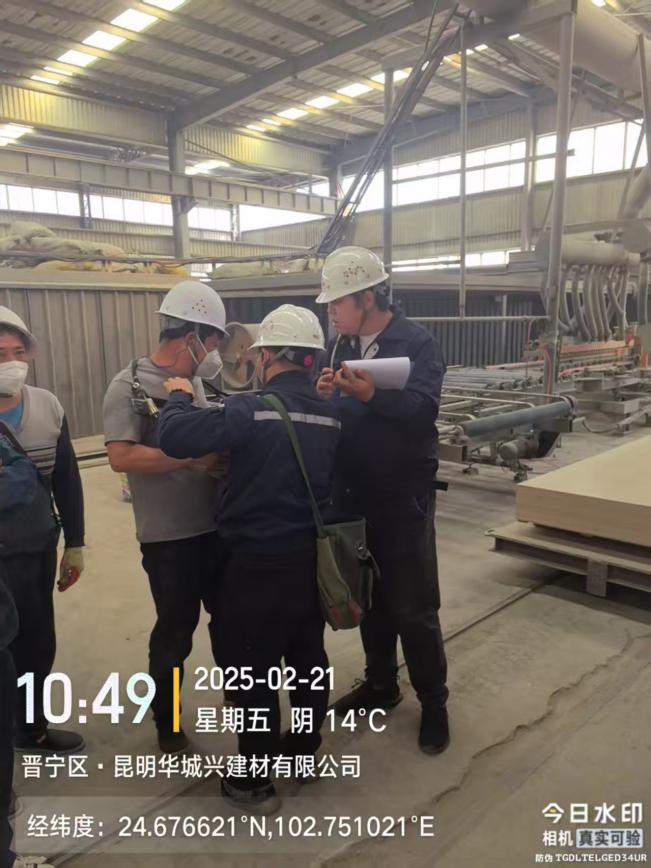 10:49
2025-02-21
星期五 阴 14°C
晋宁区·昆明华城兴建材有限公司
经纬度：24.676621°N,102.751021°E
今日水印
相机 真实可验
防伪 TGDLTELGED34UR